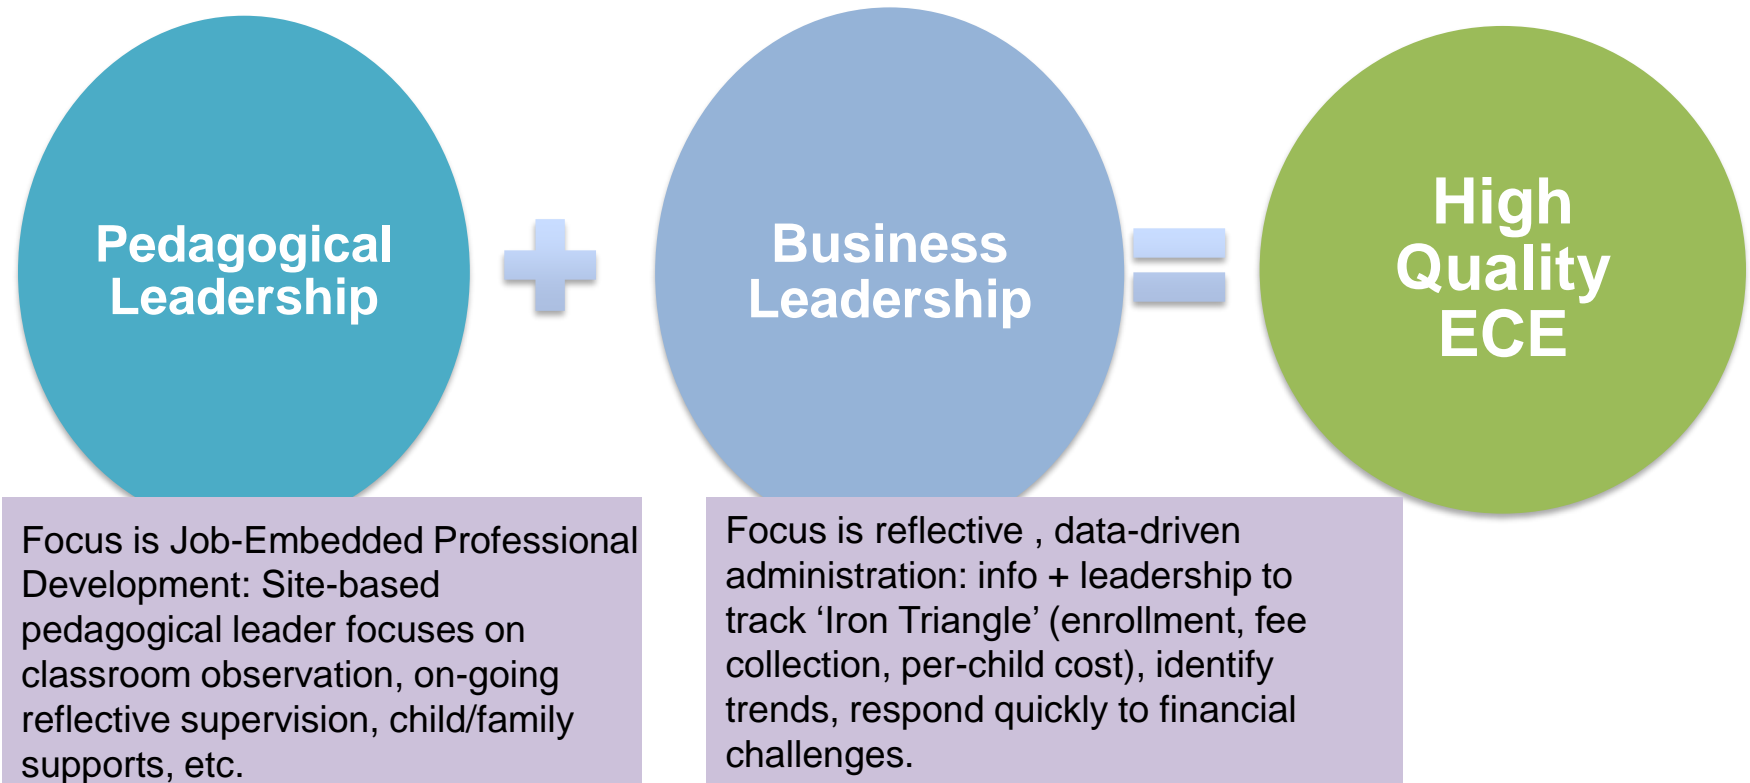 Pedagogical
Leadership
Business
Leadership
High
Quality
ECE
Focus is Job-Embedded Professional
Development: Site-based
pedagogical leader focuses on
classroom observation, on-going
reflective supervision, child/family
supports, etc.
Focus is reflective , data-driven
administration: info + leadership to
track ‘Iron Triangle’ (enrollment, fee
collection, per-child cost), identify
trends, respond quickly to financial
challenges.